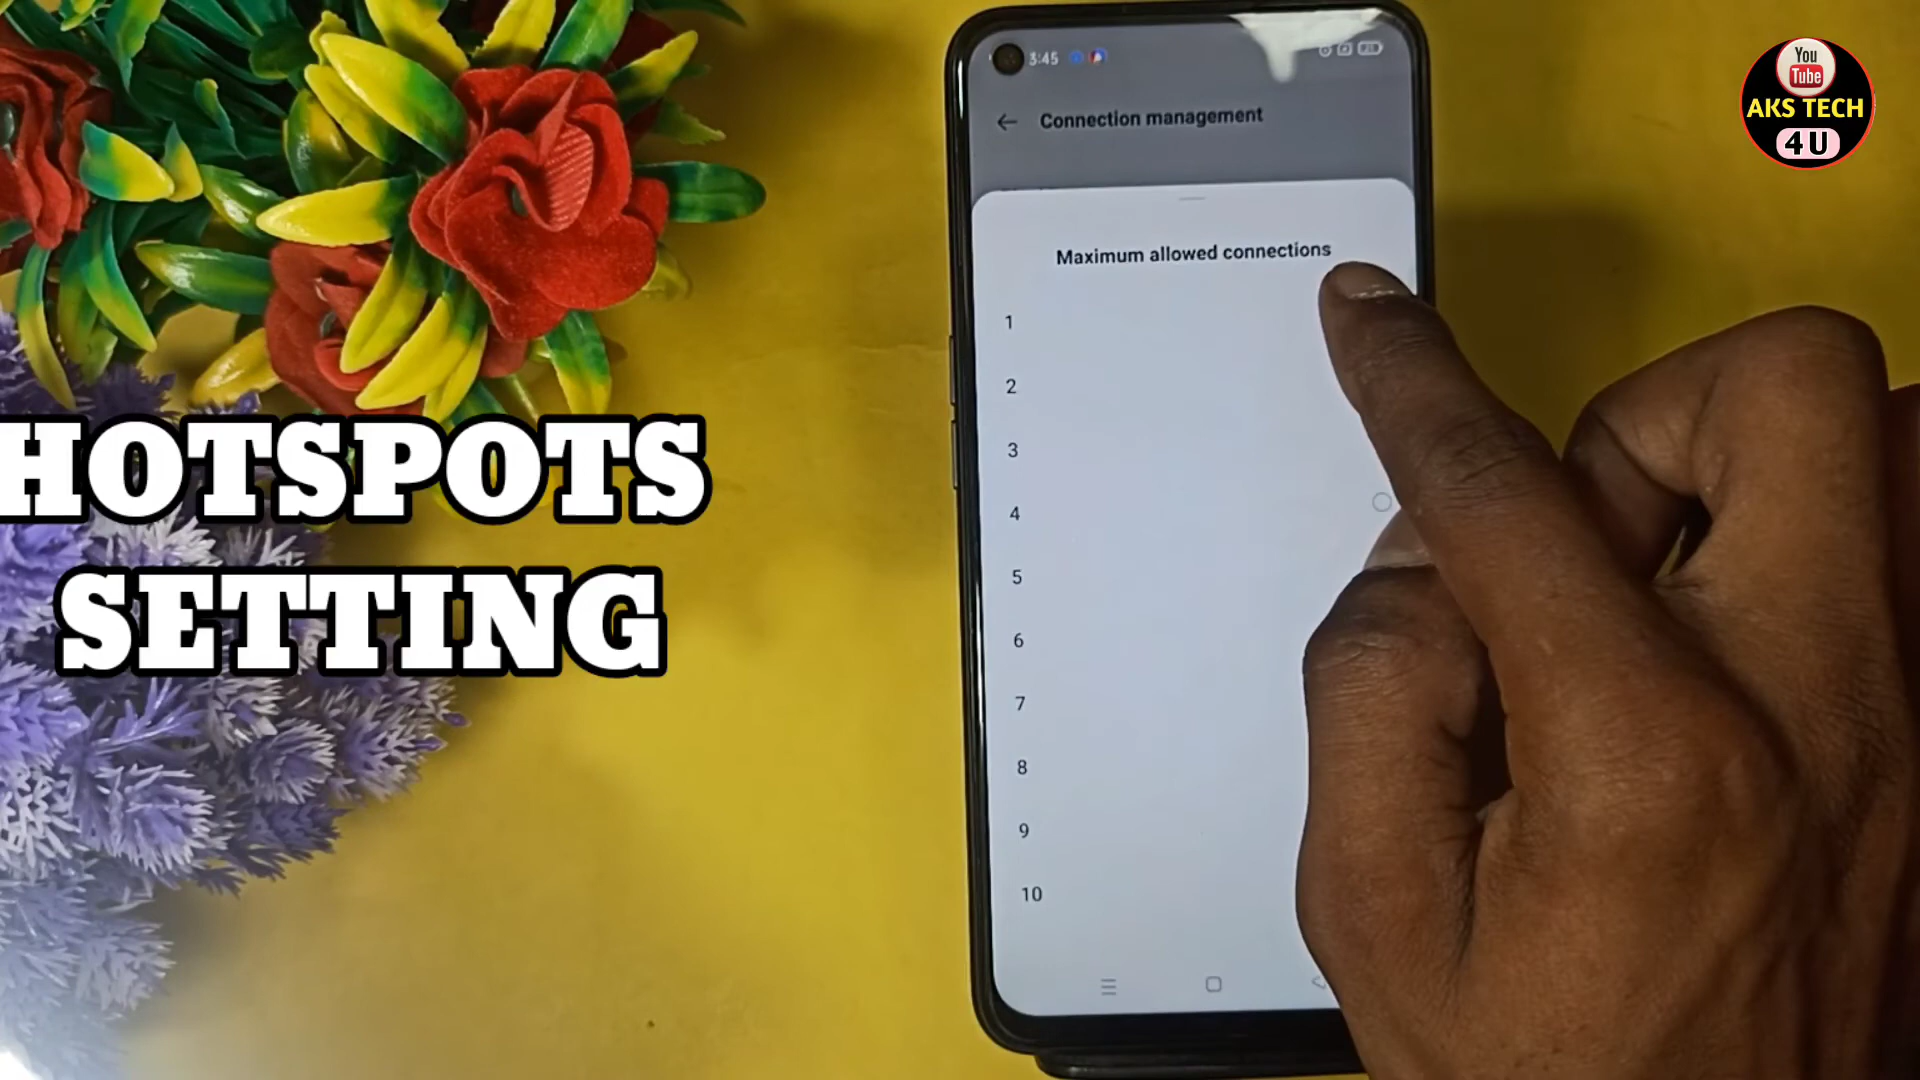 3:45
Connection management
Maximum allowed connections
1
2
3
4
5
6
7
8
9
10
HOTSPOTS
SETTING
You
Tube
AKS TECH
4 U